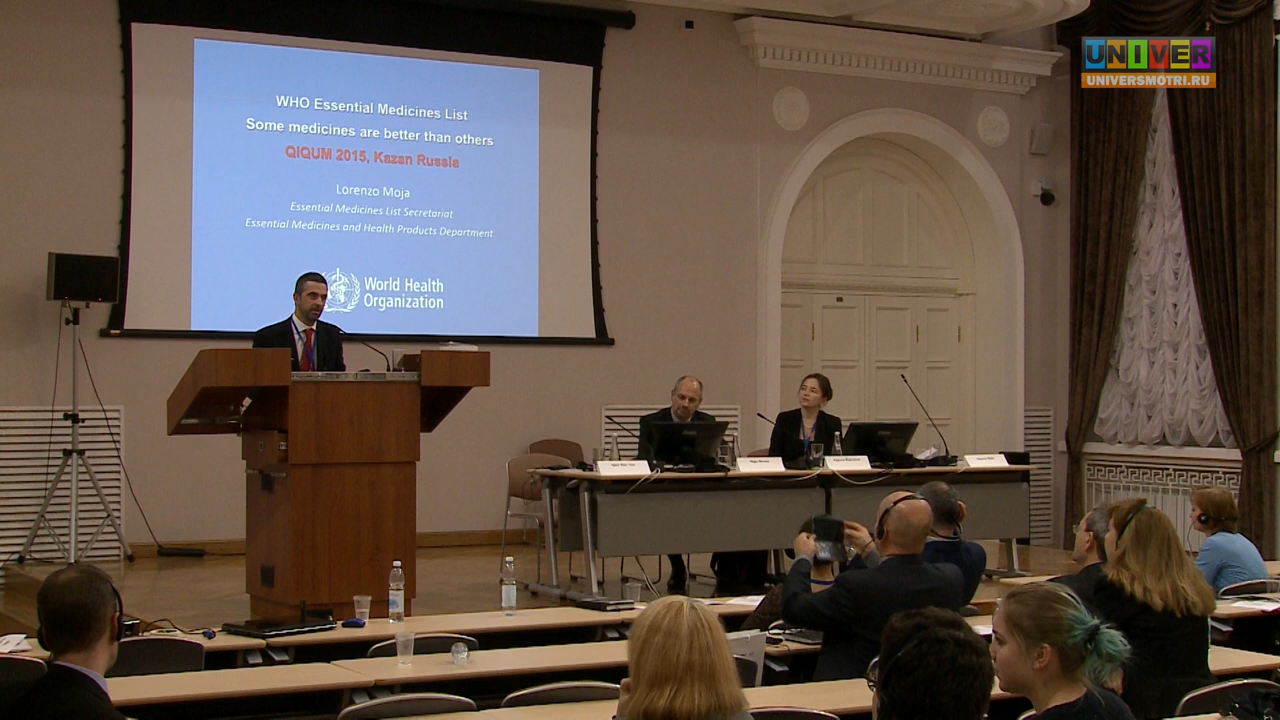 UNIVER
UNIVERSMOTRI.RU
WHO Essential Medicines List
Some medicines are better than others
QiQUM 2015, Kazan Russia
Lorenzo Moja
Essential Medicines List Secretariat
Essential Medicines and Health Products Department
World Health
Organization